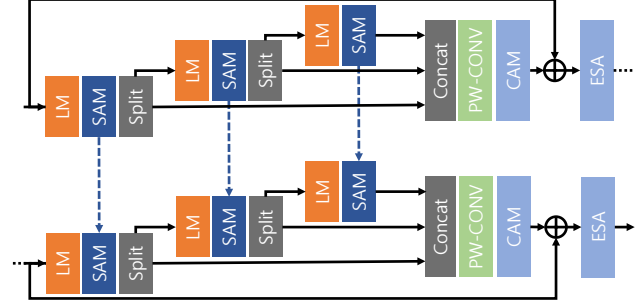 LM
SAM
Split
LM
SAM
Split
LM
SAM
Concat
PW-CONV
CAM
ESA
LM
SAM
Split
LM
SAM
Split
LM
SAM
Concat
PW-CONV
CAM
ESA